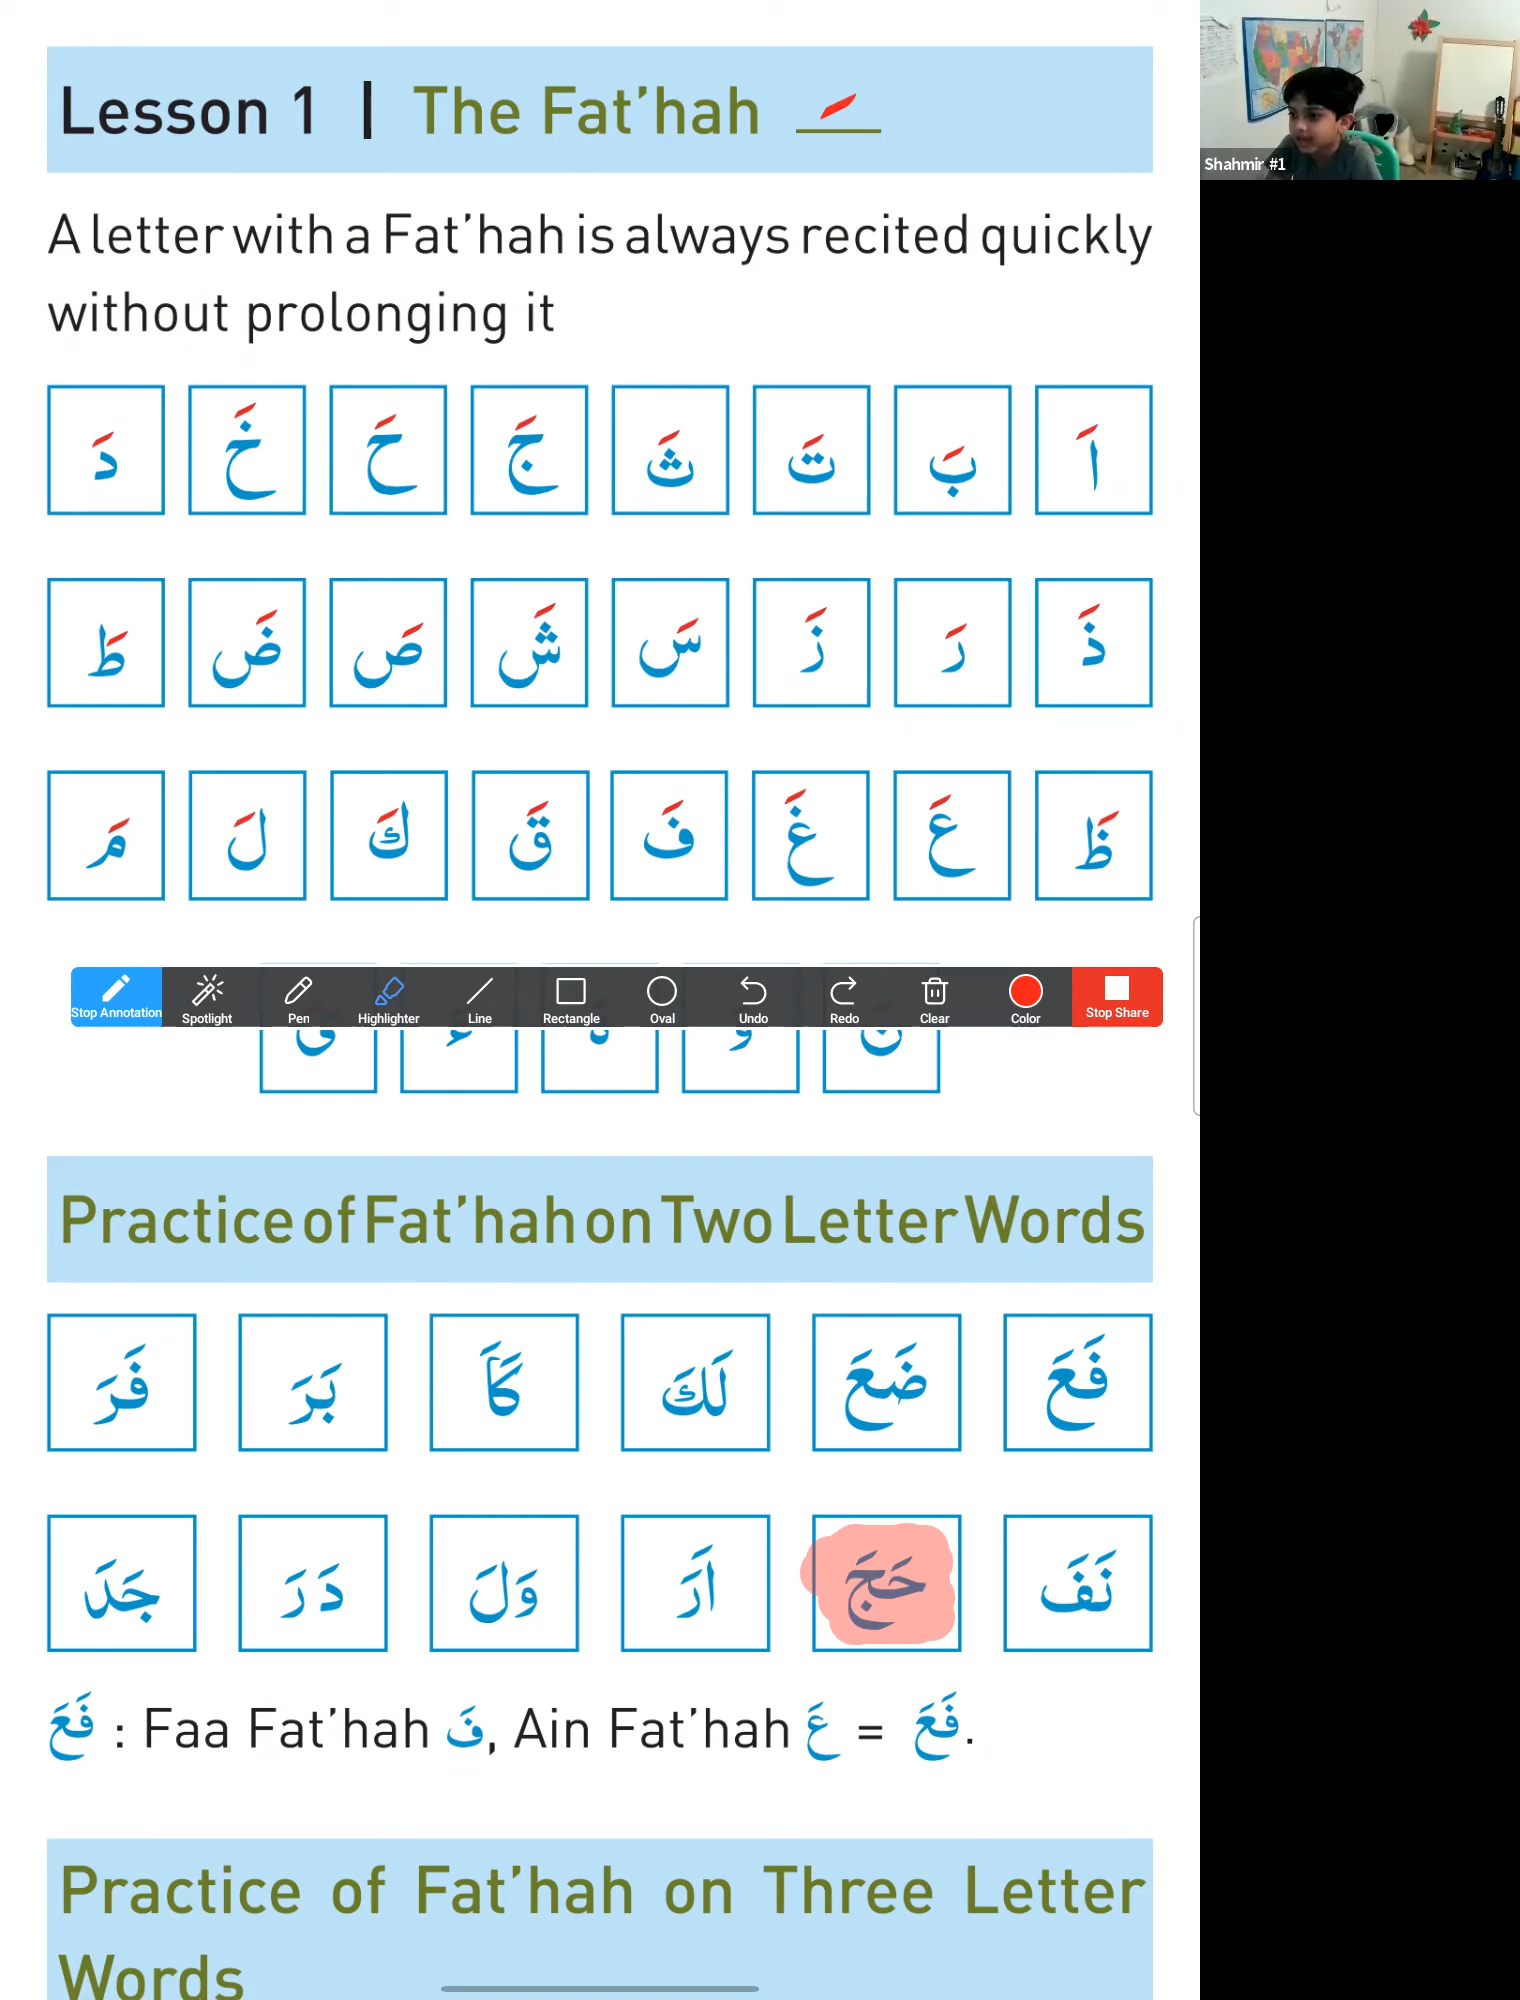 Lesson 1 | The Fat’hah
Shahmir #1
A letter with a Fat’hah is always recited quickly
without prolonging it
اَ بَ تَ ثَ جَ حَ خَ دَ
ذَ رَ زَ سَ شَ صَ ضَ طَ
ظَ عَ غَ فَ قَ كَ لَ مَ
Stop Annotation Spotlight Pen Highlighter Line Rectangle Oval Undo Redo Clear Color Stop Share
Practice of Fat’hah on Two Letter Words
فَعَ ضَعَ لَكَ كَاَ بَرَ فَرَ
نَفَ حَجَ اَرَ وَلَ دَرَ جَدَ
فَعَ : Faa Fat’hah فَ, Ain Fat’hah عَ = فَعَ.
Practice of Fat’hah on Three Letter
Words